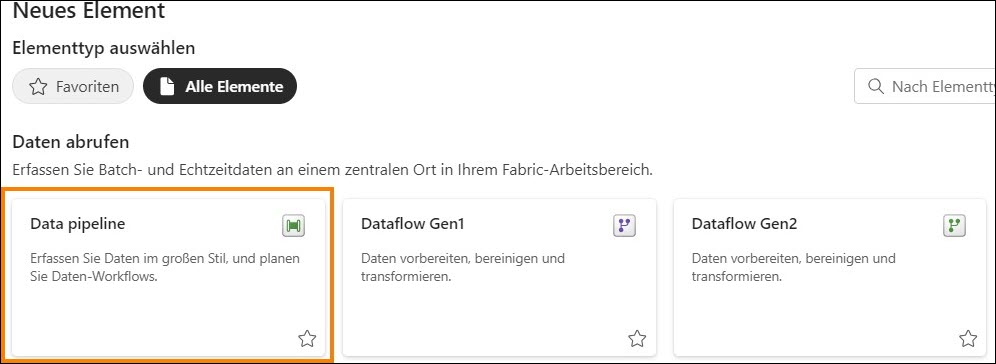 Neues Element
Elementtyp auswählen
Favoriten
Alle Elemente
Nach Elementty
Daten abrufen
Erfassen Sie Batch- und Echtzeitdaten an einem zentralen Ort in Ihrem Fabric-Arbeitsbereich.
Data pipeline
Erfassen Sie Daten im großen Stil, und planen
Sie Daten-Workflows.
Dataflow Gen1
Daten vorbereiten, bereinigen und
transformieren.
Dataflow Gen2
Daten vorbereiten, bereinigen und
transformieren.